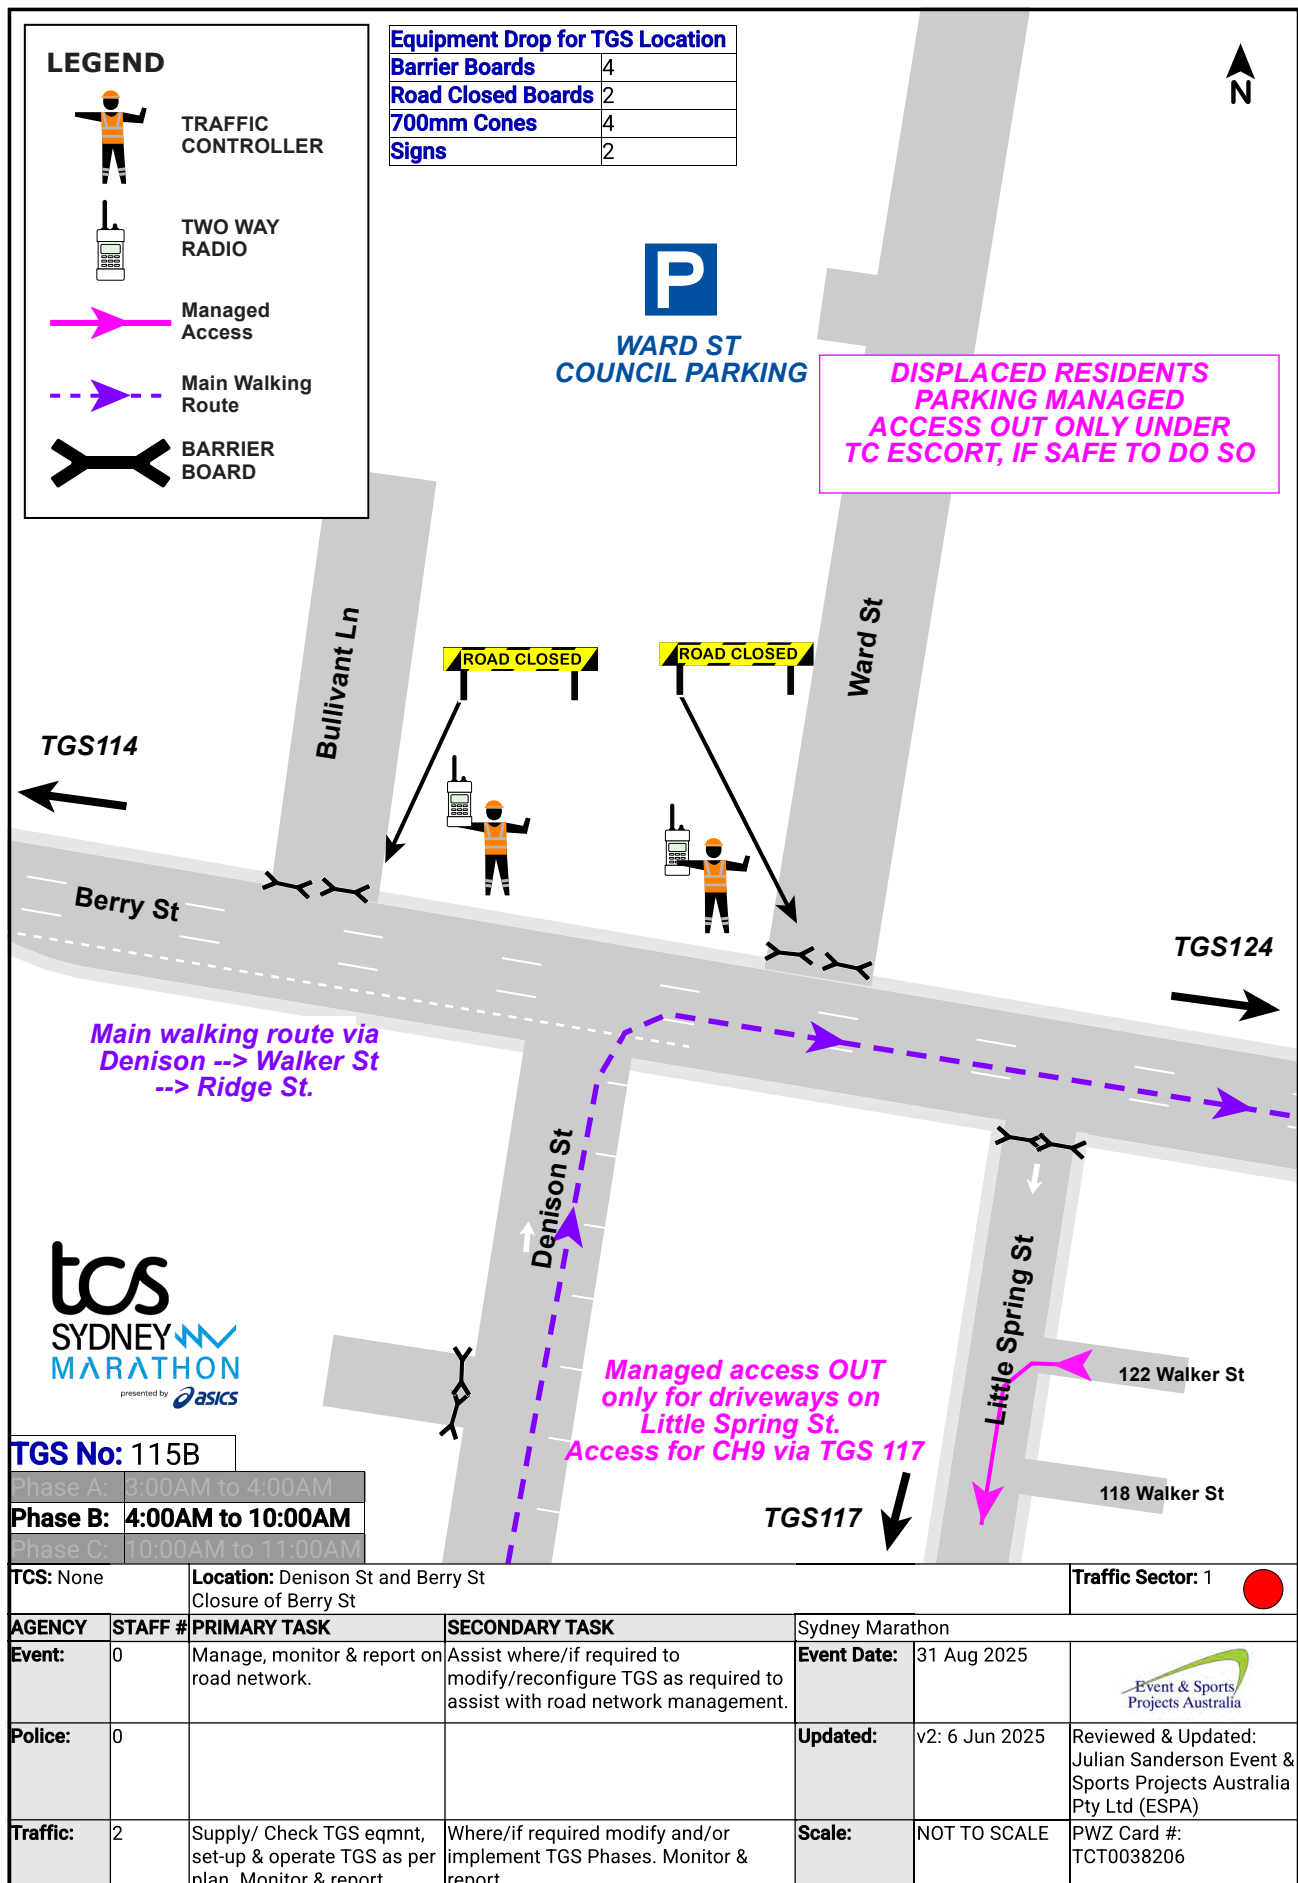 LEGEND
TRAFFIC
CONTROLLER
TWO WAY
RADIO
Managed
Access
Main Walking
Route
BARRIER
BOARD
Equipment Drop for TGS Location
Barrier Boards 4
Road Closed Boards 2
700mm Cones 4
Signs 2
N
P
WARD ST
COUNCIL PARKING
DISPLACED RESIDENTS
PARKING MANAGED
ACCESS OUT ONLY UNDER
TC ESCORT, IF SAFE TO DO SO
Bullivant Ln
Ward St
ROAD CLOSED
ROAD CLOSED
TGS114
Berry St
TGS124
Main walking route via
Denison --> Walker St
--> Ridge St.
Denison St
Little Spring St
122 Walker St
118 Walker St
Managed access OUT
only for driveways on
Little Spring St.
Access for CH9 via TGS 117
TGS117
tcs
SYDNEY
MARATHON
presented by asics
TGS No: 115B
Phase A: 3:00AM to 4:00AM
Phase B: 4:00AM to 10:00AM
Phase C: 10:00AM to 11:00AM
TCS: None
Location: Denison St and Berry St
Closure of Berry St
Traffic Sector: 1
AGENCY STAFF # PRIMARY TASK SECONDARY TASK
Sydney Marathon
Event: 0
Manage, monitor & report on
road network.
Assist where/if required to
modify/reconfigure TGS as required to
assist with road network management.
Event Date: 31 Aug 2025
Event & Sports
Projects Australia
Police: 0
Updated: v2: 6 Jun 2025
Reviewed & Updated:
Julian Sanderson Event &
Sports Projects Australia
Pty Ltd (ESPA)
Traffic: 2
Supply/ Check TGS eqmnt,
set-up & operate TGS as per
plan. Monitor & report
Where/if required modify and/or
implement TGS Phases. Monitor &
report
Scale: NOT TO SCALE
PWZ Card #:
TCT0038206